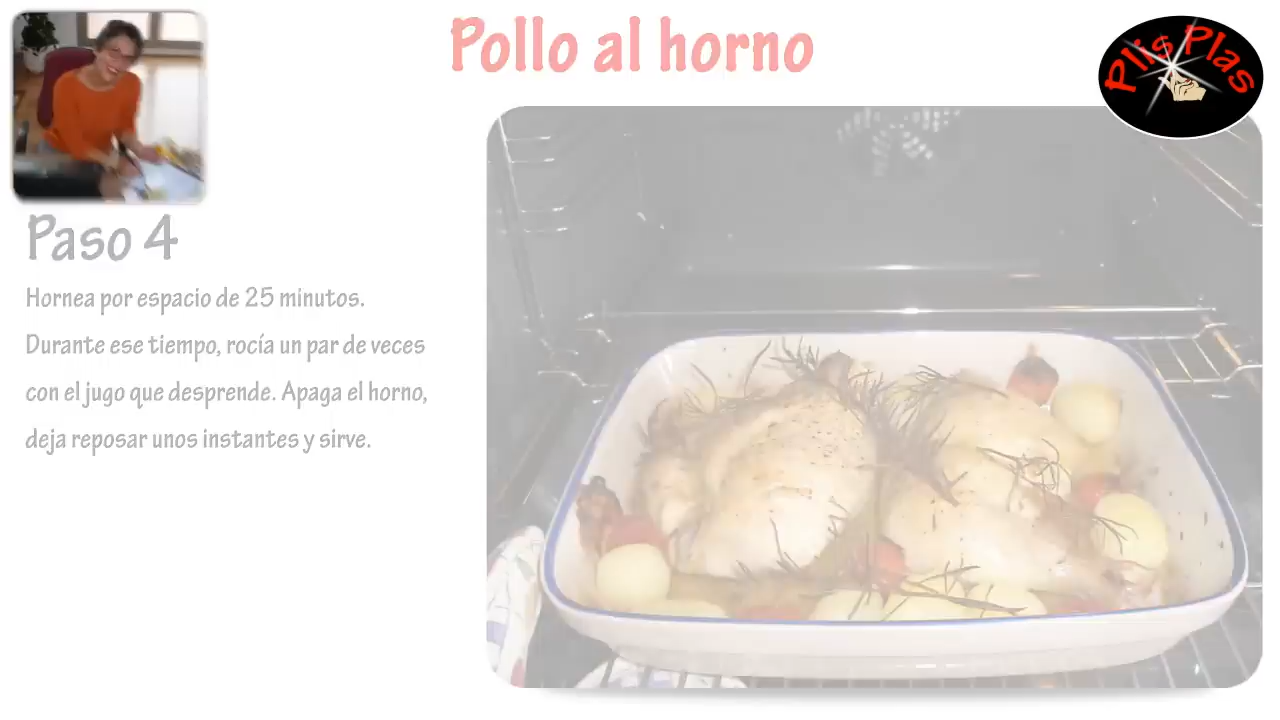 Pollo al horno
Plis Plas
Paso 4
Hornea por espacio de 25 minutos.
Durante ese tiempo, rocía un par de veces
con el jugo que desprende. Apaga el horno,
deja reposar unos instantes y sirve.